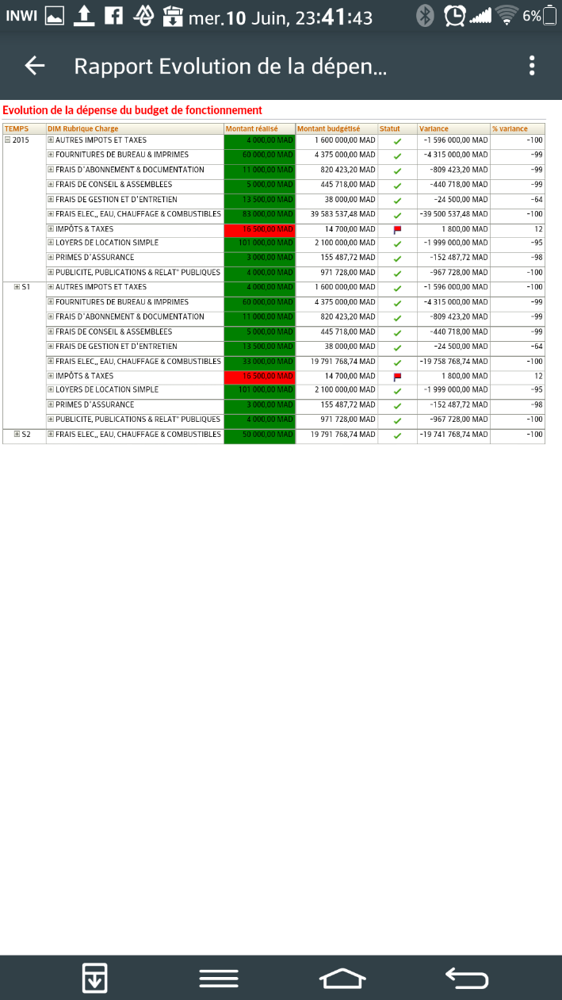 INWI mer.10 Juin, 23:41:43 6%
Rapport Evolution de la dépen...
Evolution de la dépense du budget de fonctionnement
TEMPS DIM Rubrique Charge Montant réalisé Montant budgétisé Statut Variance % variance
2015 AUTRES IMPOTS ET TAXES 4 000,00 MAD 1 600 000,00 MAD -1 596 000,00 MAD -100
FOURNITURES DE BUREAU & IMPRIMES 60 000,00 MAD 4 375 000,00 MAD -4 315 000,00 MAD -99
FRAIS D'ABONNEMENT & DOCUMENTATION 11 000,00 MAD 820 423,20 MAD -809 423,20 MAD -99
FRAIS DE CONSEIL & ASSEMBLEES 5 000,00 MAD 445 718,00 MAD -440 718,00 MAD -99
FRAIS DE GESTION ET D'ENTRETIEN 13 500,00 MAD 38 000,00 MAD -24 500,00 MAD -64
FRAIS ELEC,, EAU, CHAUFFAGE & COMBUSTIBLES 83 000,00 MAD 39 583 537,48 MAD -39 500 537,48 MAD -100
IMPÔTS & TAXES 16 500,00 MAD 14 700,00 MAD 1 800,00 MAD 12
LOYERS DE LOCATION SIMPLE 101 000,00 MAD 2 100 000,00 MAD -1 999 000,00 MAD -95
PRIMES D'ASSURANCE 3 000,00 MAD 155 487,72 MAD -152 487,72 MAD -98
PUBLICITE, PUBLICATIONS & RELAT° PUBLIQUES 4 000,00 MAD 971 728,00 MAD -967 728,00 MAD -100
S1 AUTRES IMPOTS ET TAXES 4 000,00 MAD 1 600 000,00 MAD -1 596 000,00 MAD -100
FOURNITURES DE BUREAU & IMPRIMES 60 000,00 MAD 4 375 000,00 MAD -4 315 000,00 MAD -99
FRAIS D'ABONNEMENT & DOCUMENTATION 11 000,00 MAD 820 423,20 MAD -809 423,20 MAD -99
FRAIS DE CONSEIL & ASSEMBLEES 5 000,00 MAD 445 718,00 MAD -440 718,00 MAD -99
FRAIS DE GESTION ET D'ENTRETIEN 13 500,00 MAD 38 000,00 MAD -24 500,00 MAD -64
FRAIS ELEC,, EAU, CHAUFFAGE & COMBUSTIBLES 33 000,00 MAD 19 791 768,74 MAD -19 758 768,74 MAD -100
IMPÔTS & TAXES 16 500,00 MAD 14 700,00 MAD 1 800,00 MAD 12
LOYERS DE LOCATION SIMPLE 101 000,00 MAD 2 100 000,00 MAD -1 999 000,00 MAD -95
PRIMES D'ASSURANCE 3 000,00 MAD 155 487,72 MAD -152 487,72 MAD -98
PUBLICITE, PUBLICATIONS & RELAT° PUBLIQUES 4 000,00 MAD 971 728,00 MAD -967 728,00 MAD -100
S2 FRAIS ELEC,, EAU, CHAUFFAGE & COMBUSTIBLES 50 000,00 MAD 19 791 768,74 MAD -19 741 768,74 MAD -100